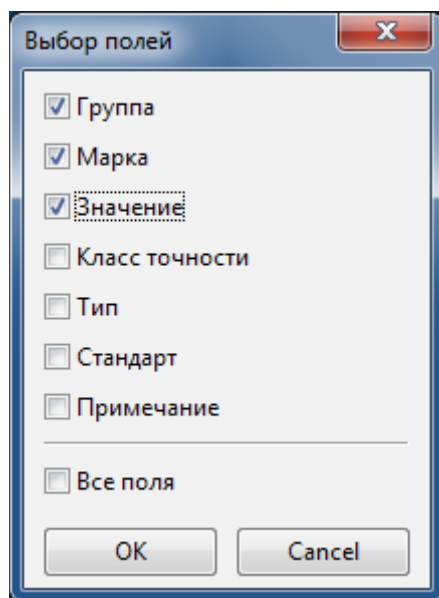 Выбор полей
Группа
Марка
Значение
Класс точности
Тип
Стандарт
Примечание
Все поля
OK Cancel